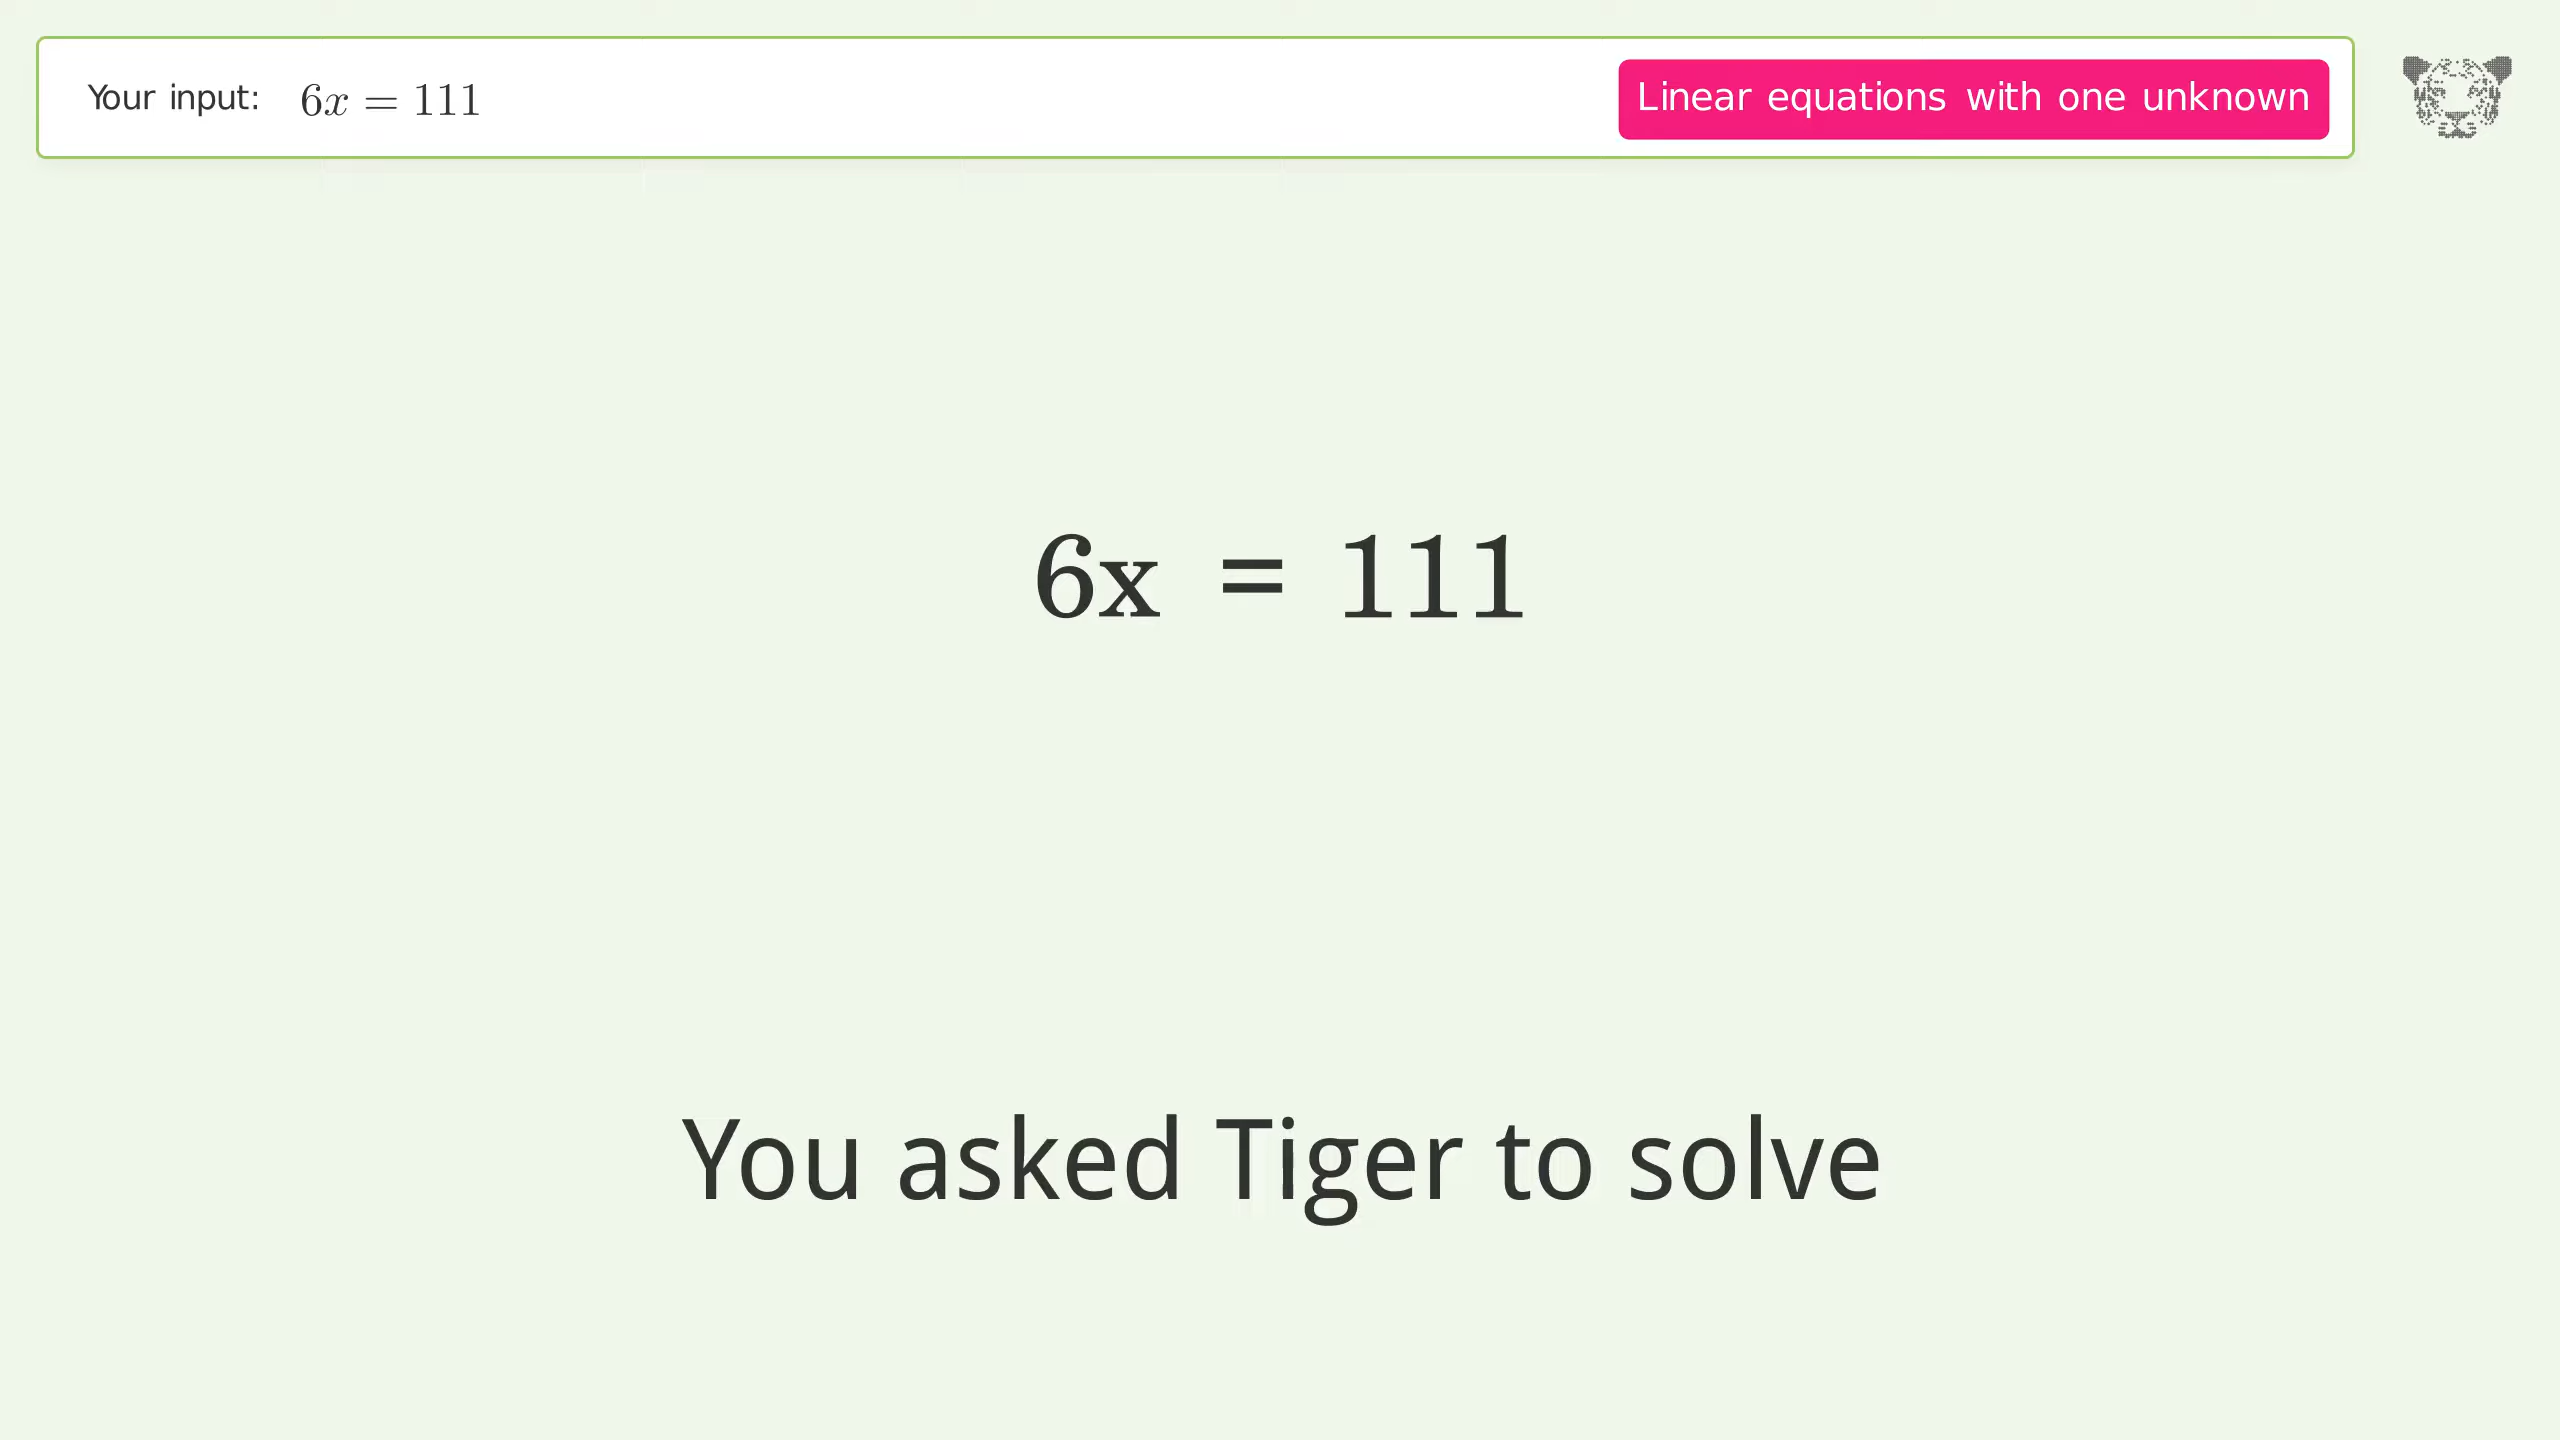 Your input: 6x = 111
Linear equations with one unknown
6x = 111
You asked Tiger to solve